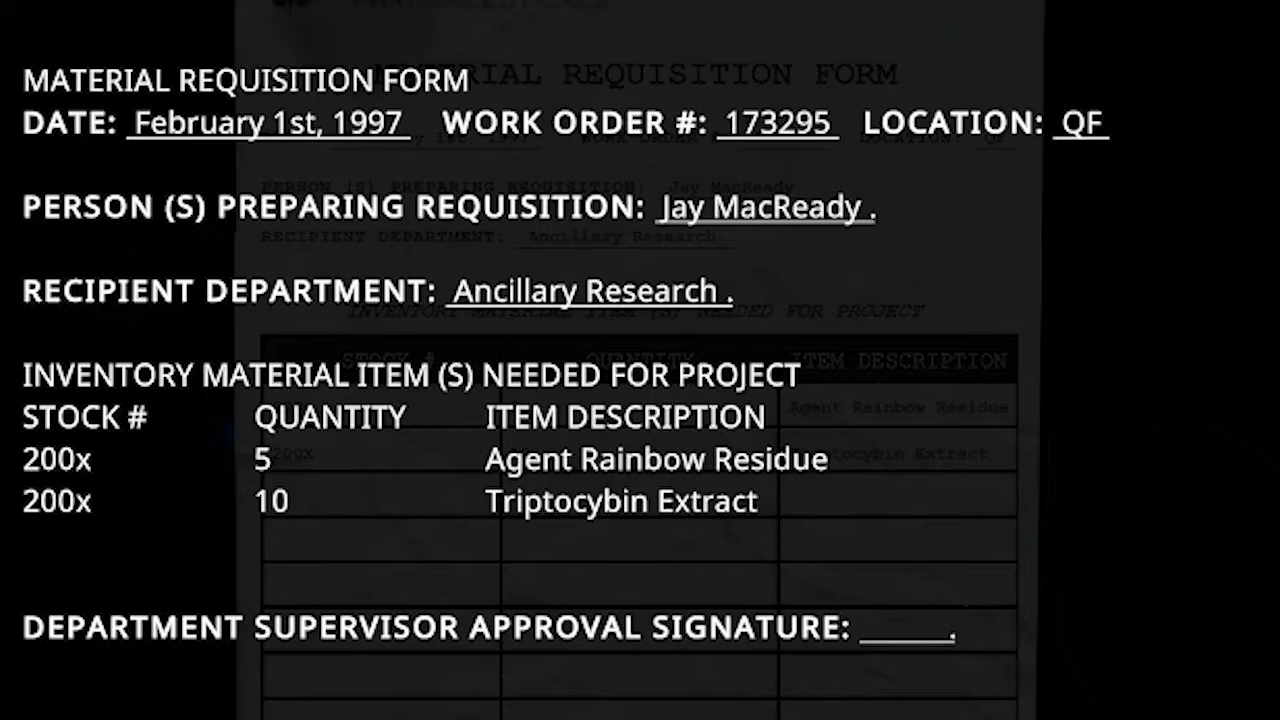 MATERIAL REQUISITION FORM
DATE: February 1st, 1997 WORK ORDER #: 173295 LOCATION: QF
PERSON (S) PREPARING REQUISITION: Jay MacReady .
RECIPIENT DEPARTMENT: Ancillary Research .
INVENTORY MATERIAL ITEM (S) NEEDED FOR PROJECT
STOCK # QUANTITY ITEM DESCRIPTION
200x 5 Agent Rainbow Residue
200x 10 Triptocybin Extract
DEPARTMENT SUPERVISOR APPROVAL SIGNATURE: ______.